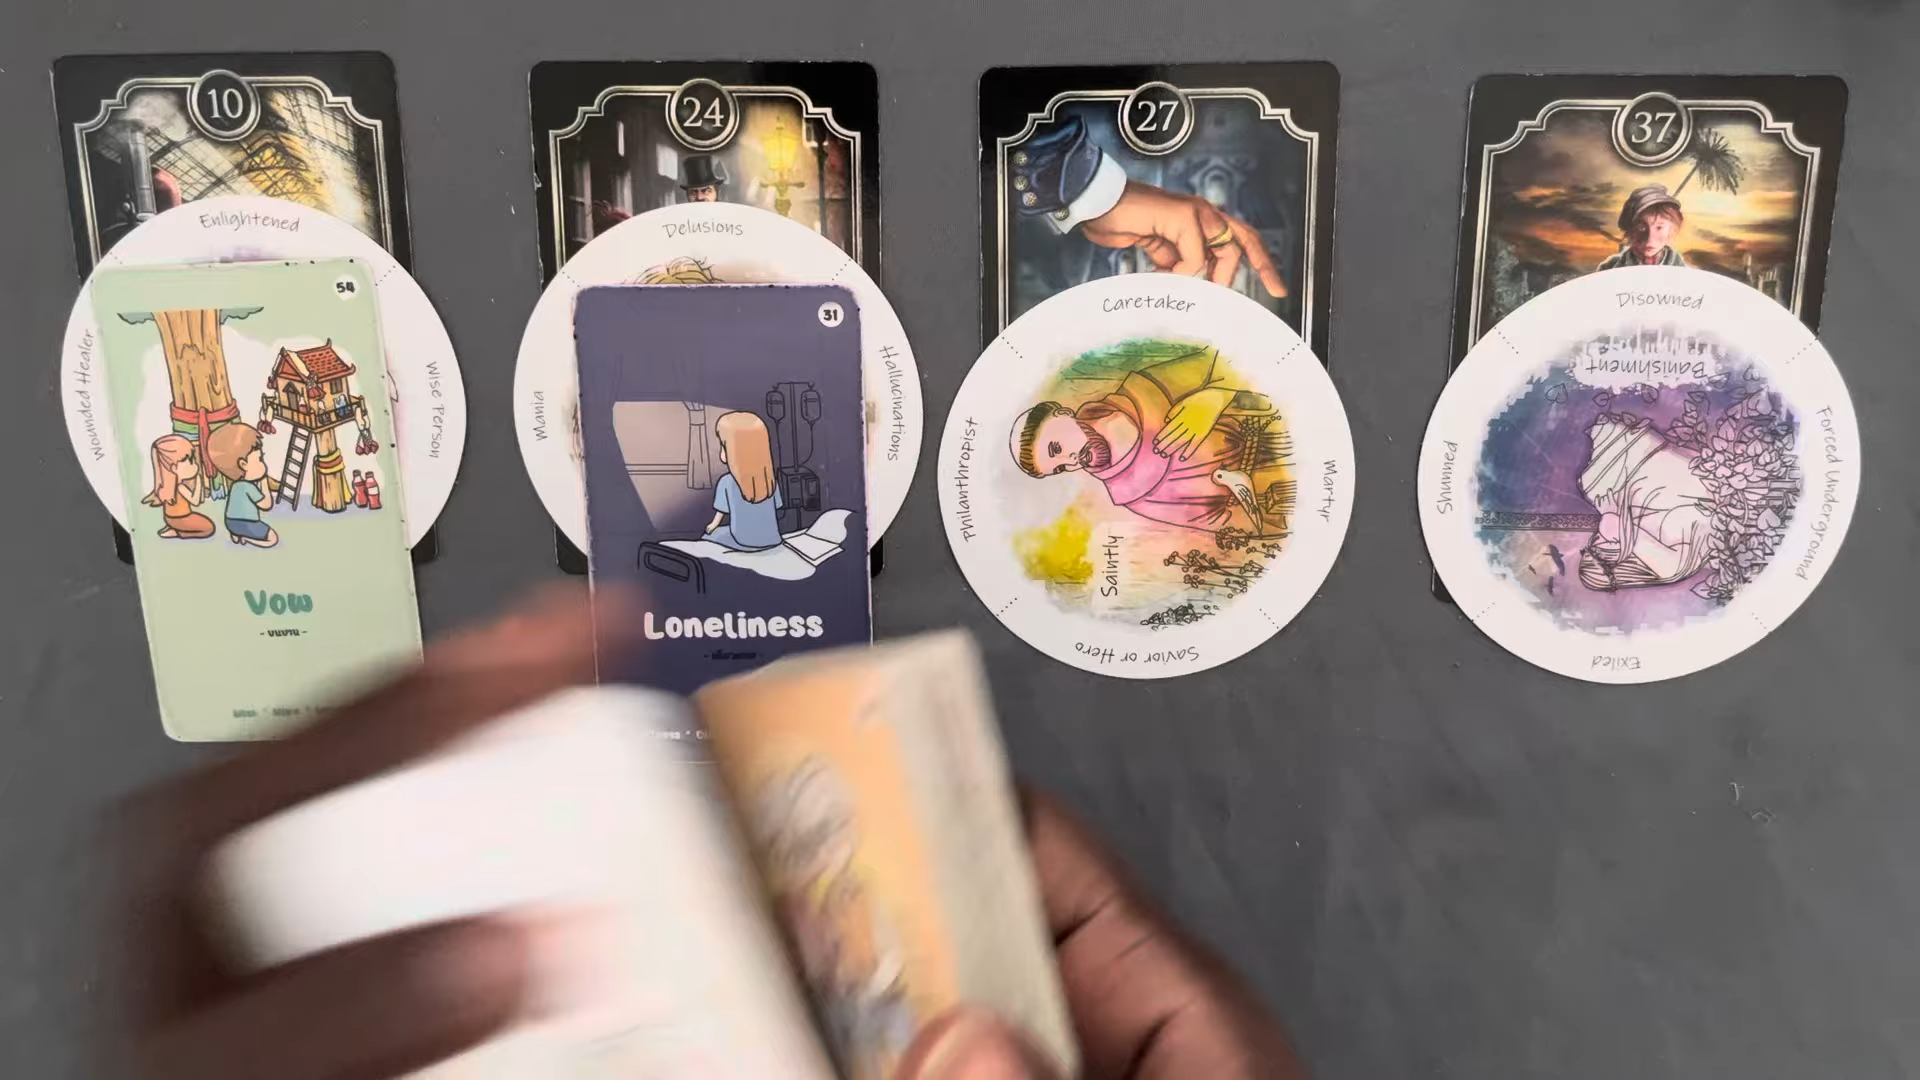 10
Enlightened
Wounded Healer
Wise Person
54
Vow
24
Delusions
Mania
Hallucinations
31
Loneliness
27
Caretaker
Philanthropist
Martyr
Saintly
Savior or Hero
37
Disowned
Banishment
Shunned
Forced Underground
Exiled